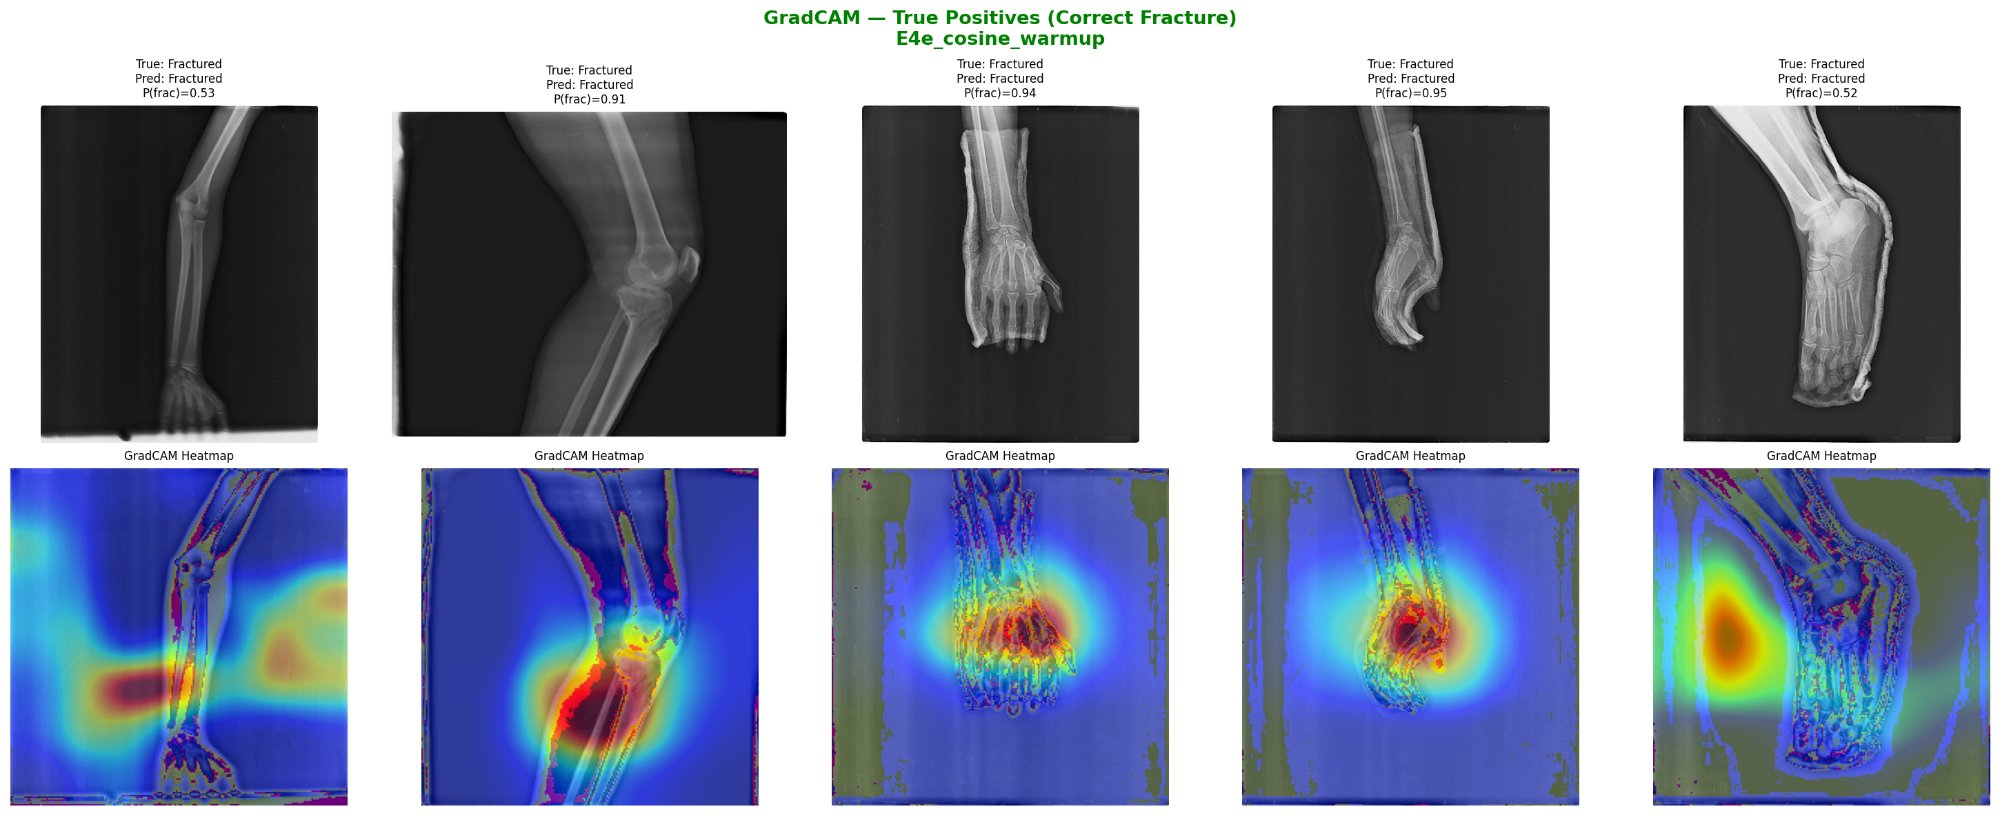 GradCAM — True Positives (Correct Fracture)
E4e_cosine_warmup
True: Fractured
Pred: Fractured
P(frac)=0.53
True: Fractured
Pred: Fractured
P(frac)=0.91
True: Fractured
Pred: Fractured
P(frac)=0.94
True: Fractured
Pred: Fractured
P(frac)=0.95
True: Fractured
Pred: Fractured
P(frac)=0.52
GradCAM Heatmap
GradCAM Heatmap
GradCAM Heatmap
GradCAM Heatmap
GradCAM Heatmap